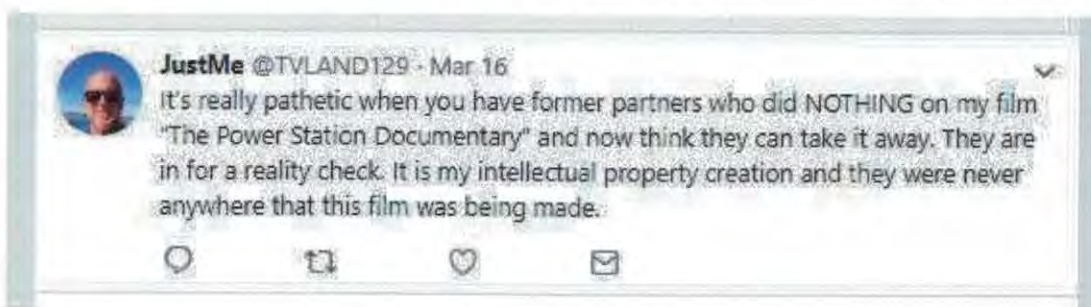 JustMe @TVLAND129 · Mar 16
It's really pathetic when you have former partners who did NOTHING on my film
"The Power Station Documentary" and now think they can take it away. They are
in for a reality check. It is my intellectual property creation and they were never
anywhere that this film was being made.